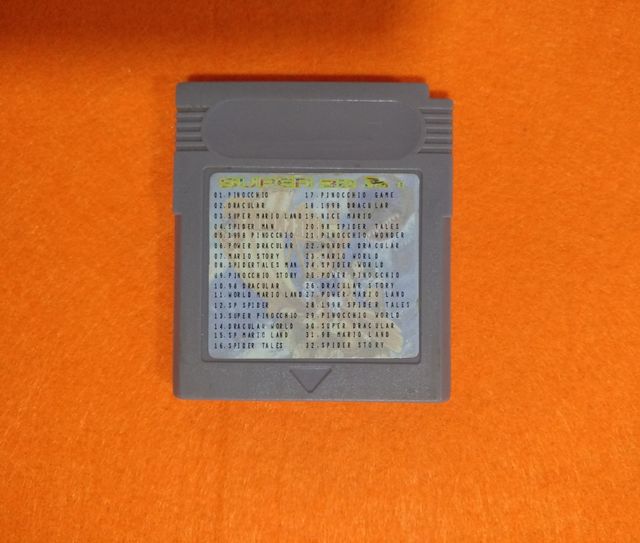 SUPER 32 In 1
01.PINOCCHIO
02.DRACULAR
03.SUPER MARIO LAND
04.SPIDER MAN
05.1998 PINOCCHIO
06.POWER DRACULAR
07.MARIO STORY
08.SPIDERTALES MAN
09.PINOCCHIO STORY
10.98 DRACULAR
11.WORLD MARIO LAND
12.SP SPIDER
13.SUPER PINOCCHIO
14.DRACULAR WORLD
15.SP MARIO LAND
16.SPIDER TALES
17.PINOCCHIO GAME
18.1998 DRACULAR
19.NICE MARIO
20.98 SPIDER TALES
21.PINOCCHIO WONDER
22.WONDER DRACULAR
23.MARIO WORLD
24.SPIDER WORLD
25.POWER PINOCCHIO
26.DRACULAR STORY
27.POWER MARIO LAND
28.1998 SPIDER TALES
29.PINOCCHIO WORLD
30.SUPER DRACULAR
31.98 MARIO LAND
32.SPIDER STORY